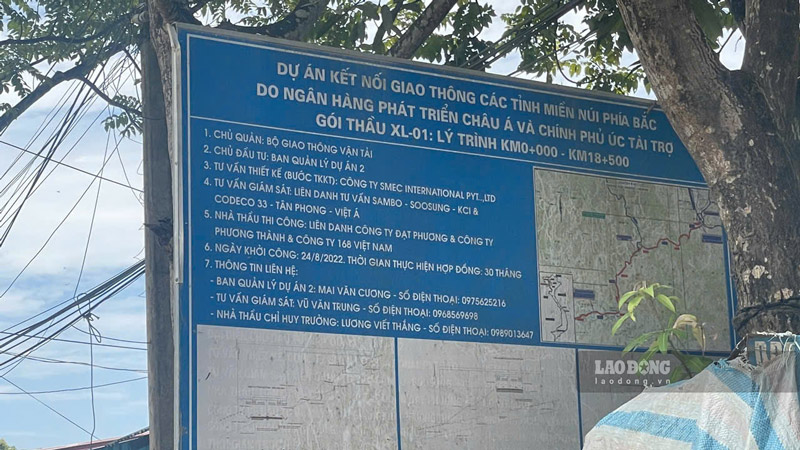 DỰ ÁN KẾT NỐI GIAO THÔNG CÁC TỈNH MIỀN NÚI PHÍA BẮC
DO NGÂN HÀNG PHÁT TRIỂN CHÂU Á VÀ CHÍNH PHỦ ÚC TÀI TRỢ
GÓI THẦU XL-01: LÝ TRÌNH KM0+000 - KM18+500
1. CHỦ QUẢN: BỘ GIAO THÔNG VẬN TẢI
2. CHỦ ĐẦU TƯ: BAN QUẢN LÝ DỰ ÁN 2
3. TƯ VẤN THIẾT KẾ (BƯỚC TKKT): CÔNG TY SMEC INTERNATIONAL PYT.,LTD
4. TƯ VẤN GIÁM SÁT: LIÊN DANH TƯ VẤN SAMBO - SOOSUNG - KCI &
CODECO 33 - TÂN PHONG - VIỆT Á
5. NHÀ THẦU THI CÔNG: LIÊN DANH CÔNG TY ĐẠT PHƯƠNG & CÔNG TY
PHƯƠNG THÀNH & CÔNG TY 168 VIỆT NAM
6. NGÀY KHỞI CÔNG: 24/8/2022. THỜI GIAN THỰC HIỆN HỢP ĐỒNG: 30 THÁNG
7. THÔNG TIN LIÊN HỆ:
- BAN QUẢN LÝ DỰ ÁN 2: MAI VĂN CƯƠNG - SỐ ĐIỆN THOẠI: 0975625216
- TƯ VẤN GIÁM SÁT: VŨ VĂN TRUNG - SỐ ĐIỆN THOẠI: 0968569698
- NHÀ THẦU CHỈ HUY TRƯỞNG: LƯƠNG VIẾT THẮNG - SỐ ĐIỆN THOẠI: 0989013647
LAO ĐỘNG
laodong.vn